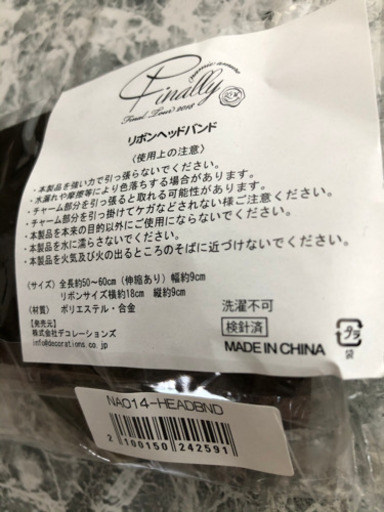 namie amuro
Finally
Final Tour 2018
リボンヘッドバンド
〈使用上の注意〉
・本製品を強い力で引っ張らないでください。
・水濡れや摩擦等により色落ちする場合があります。
・チャーム部分を引っ張ると取れる可能性があります。
・チャーム部分を引っ掛けてケガなどされない様ご注意ください。
・本製品を本来の目的以外にご使用にならないでください。
・本製品を水に濡らさないでください。
・本製品を火気及び火の出るところのそばに近づけないでください。
〈サイズ〉 全長約50~60cm(伸縮あり) 幅約9cm
リボンサイズ横約18cm 縦約9cm
〈材質〉 ポリエステル・合金
【発売元】
株式会社デコレーションズ
info@decorations.co.jp
洗濯不可
検針済
MADE IN CHINA
プラ
袋
NA014-HEADBND
2 100150 242591